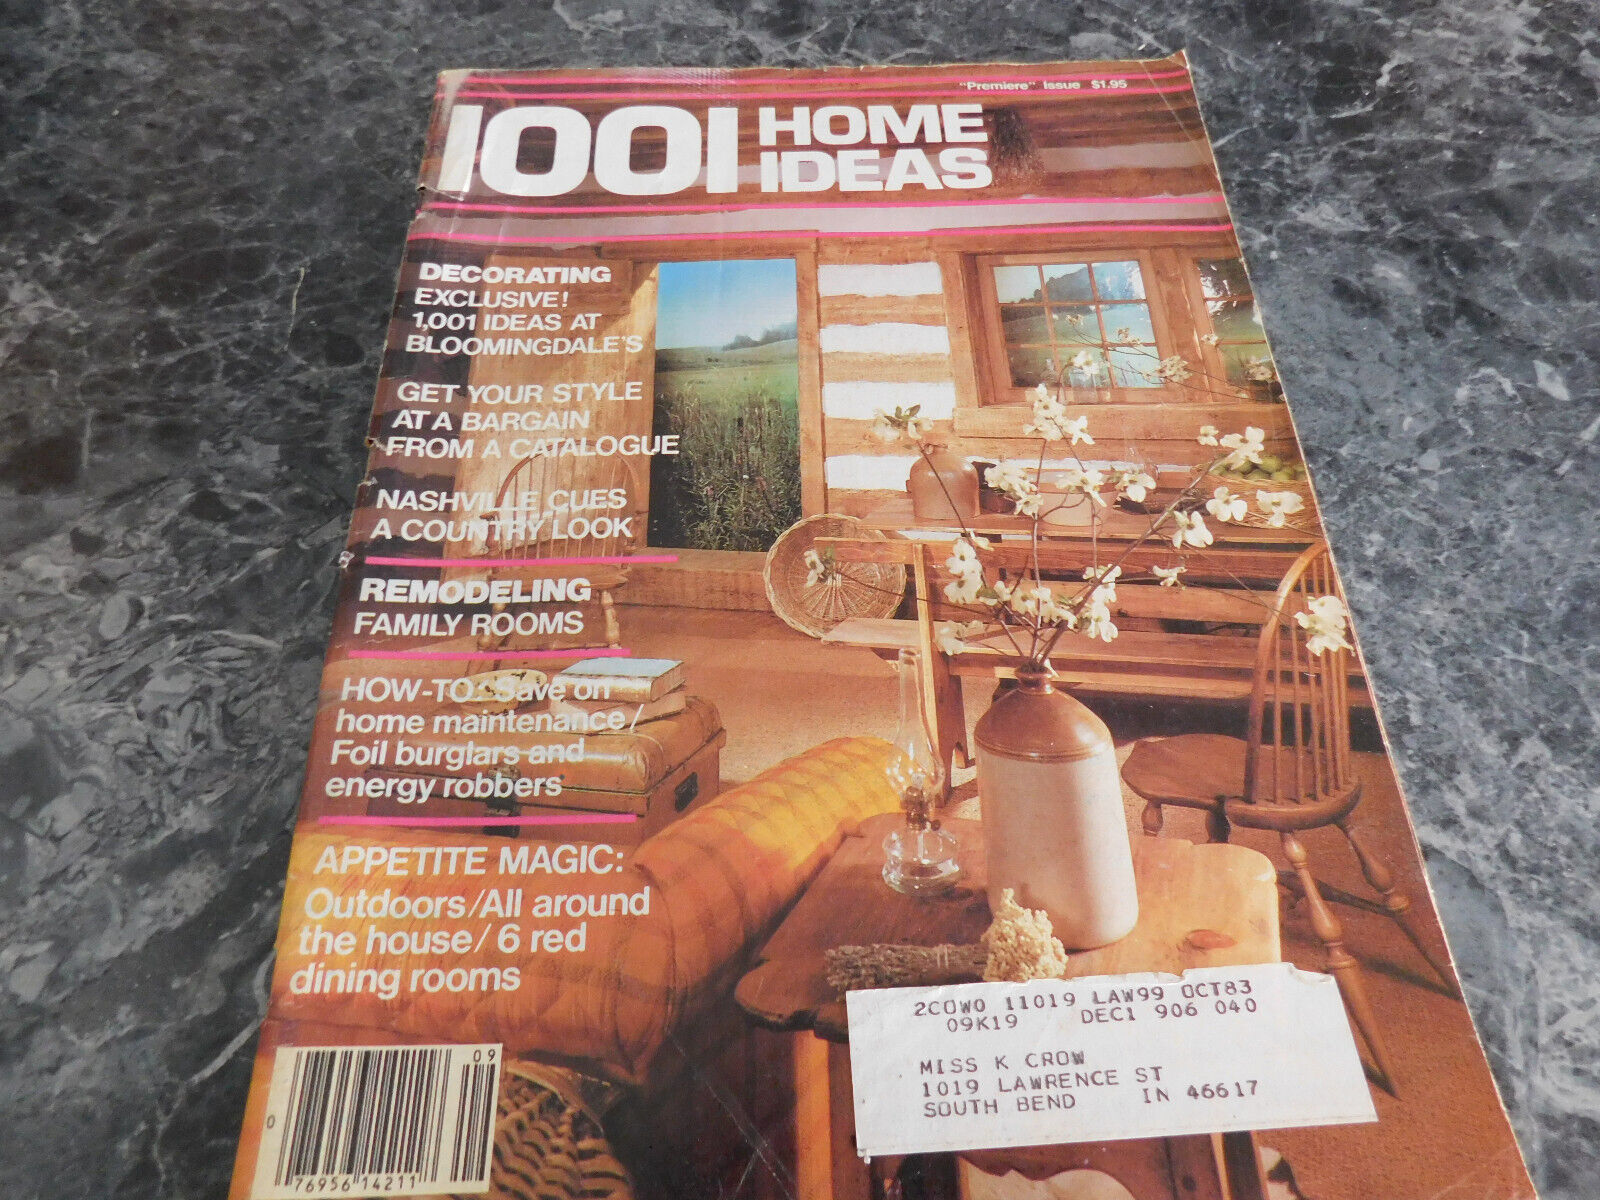 "Premiere" Issue $1.95
1001 HOME
IDEAS
DECORATING
EXCLUSIVE!
1,001 IDEAS AT
BLOOMINGDALE'S
GET YOUR STYLE
AT A BARGAIN
FROM A CATALOGUE
NASHVILLE CUES
A COUNTRY LOOK
REMODELING
FAMILY ROOMS
HOW-TO: Save on
home maintenance/
Foil burglars and
energy robbers
APPETITE MAGIC:
Outdoors/All around
the house/6 red
dining rooms
2COWO 11019 LAW99 OCT83
09K19 DEC1 906 040
MISS K CROW
1019 LAWRENCE ST
SOUTH BEND IN 46617
09
0
76956 14211